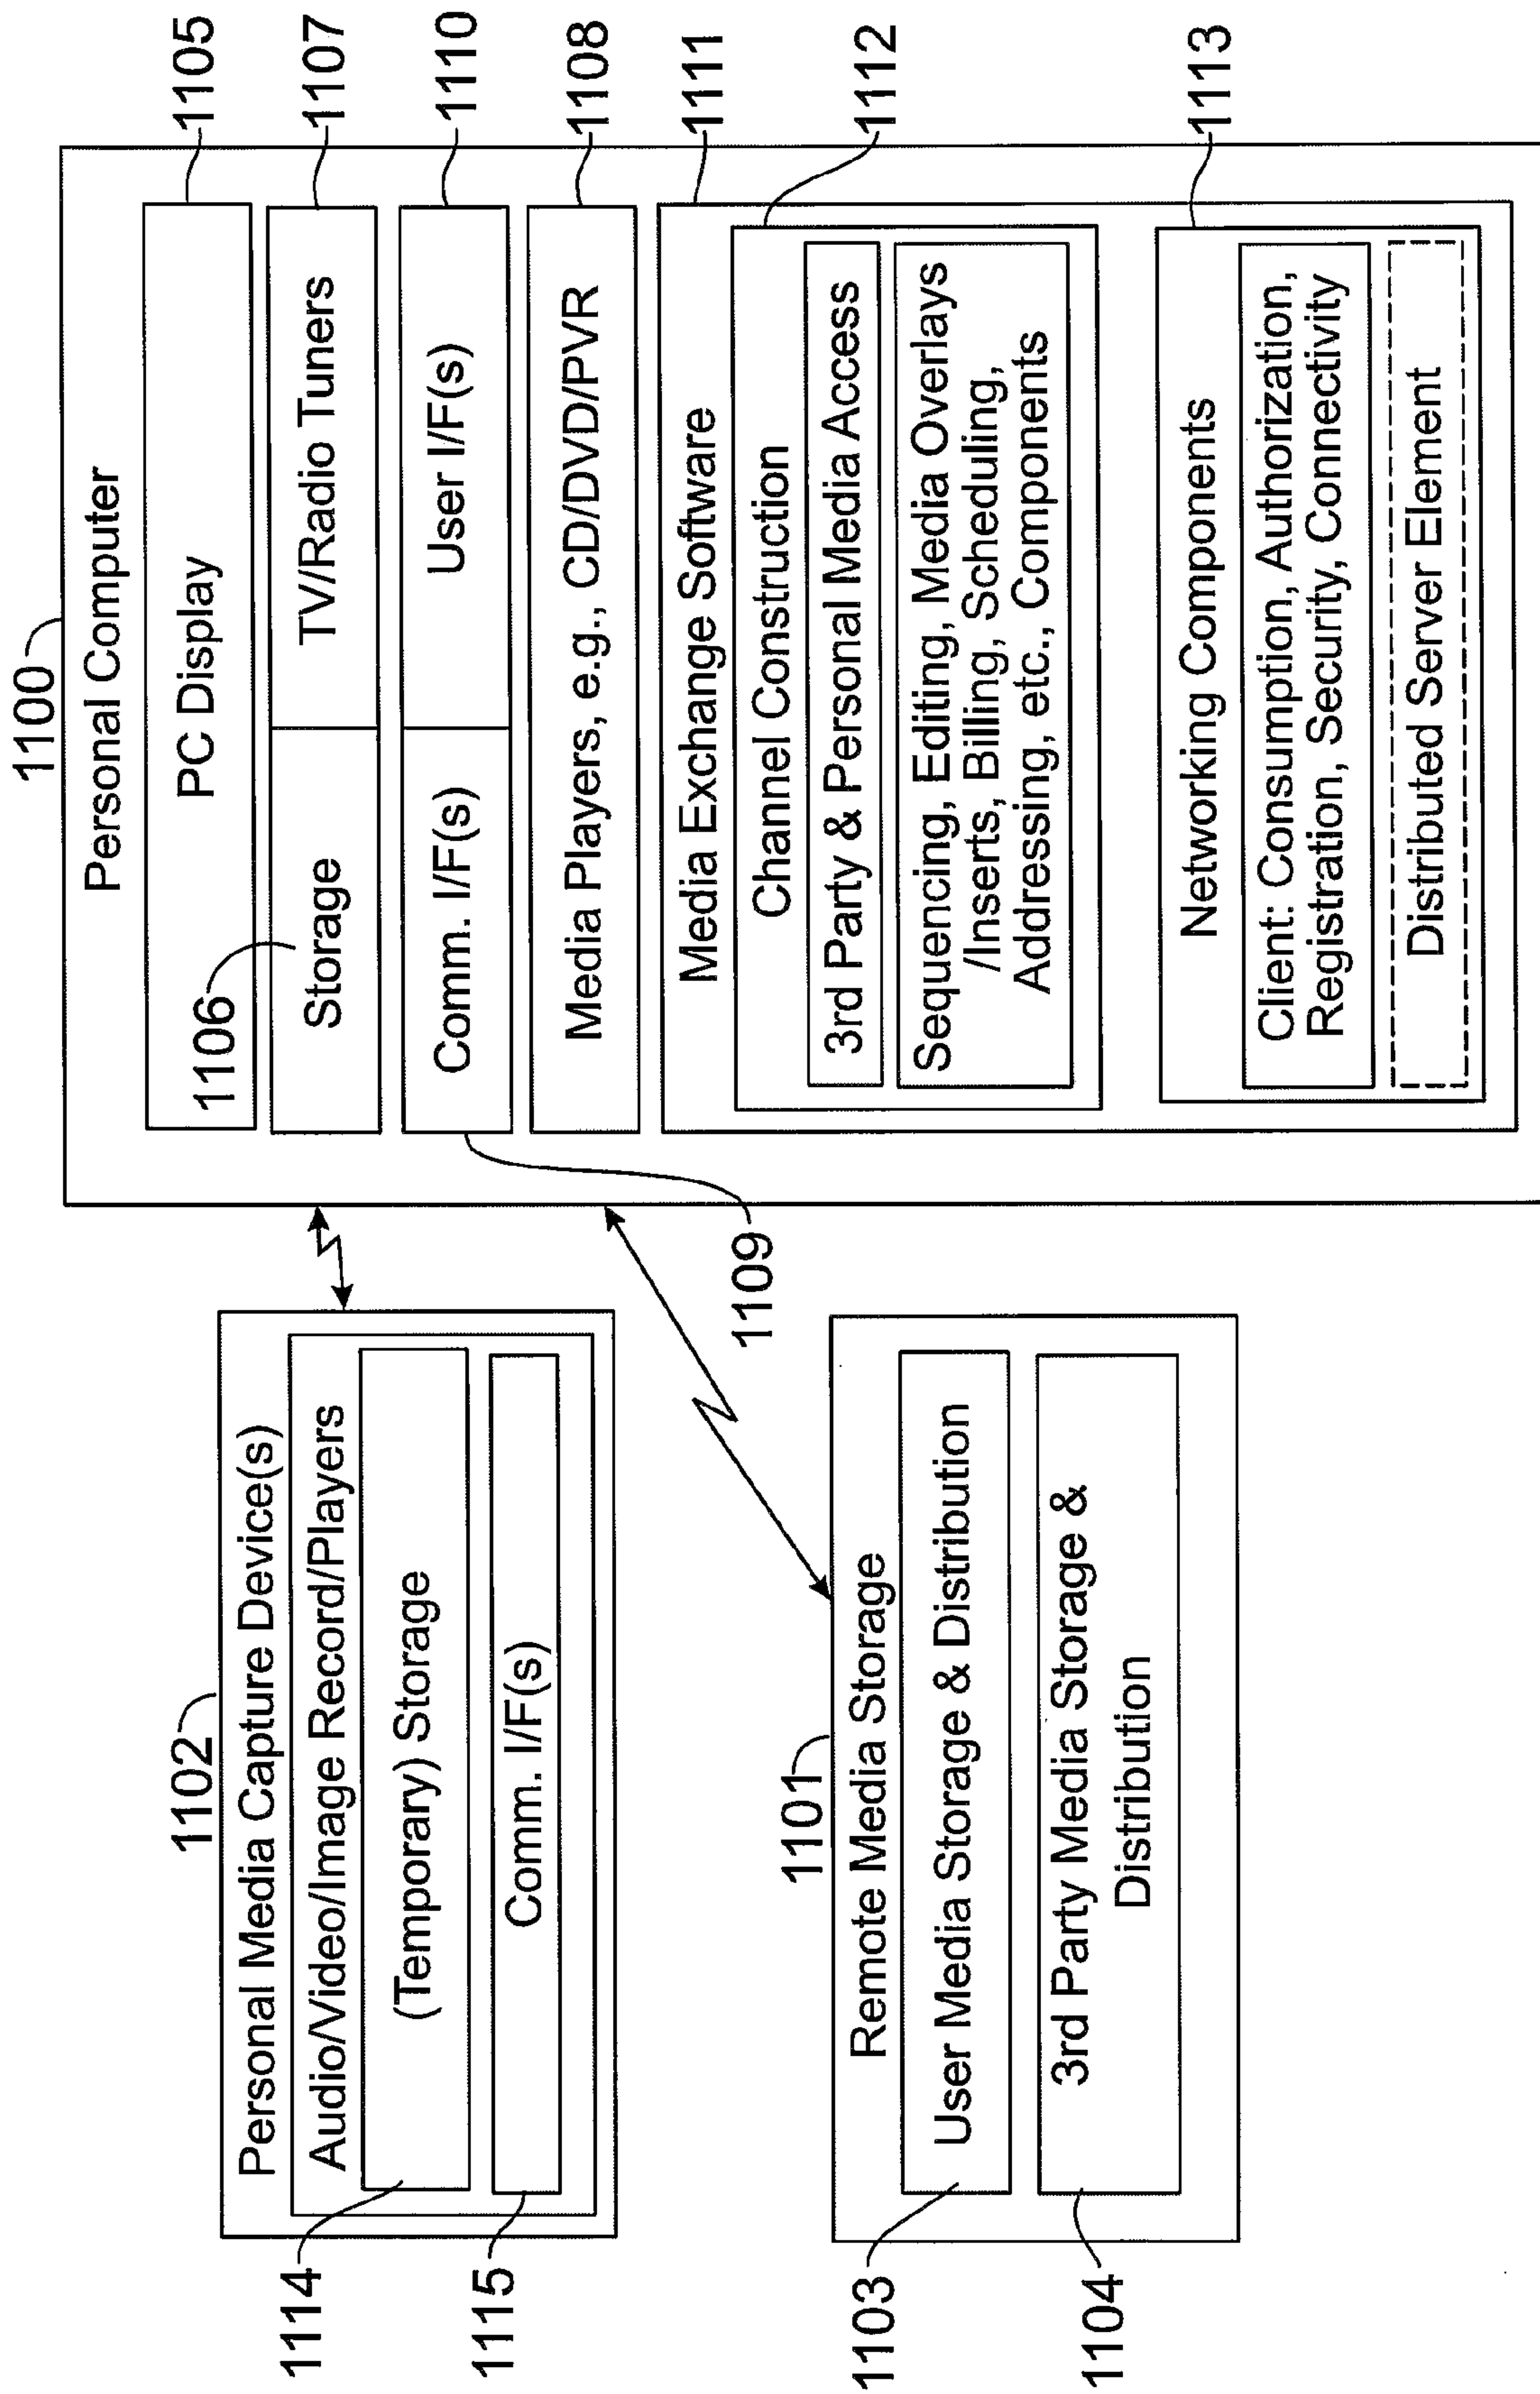 1102
Personal Media Capture Device(s)
Audio/Video/Image Record/Players
(Temporary) Storage
Comm. I/F(s)
1114
1115
1101
Remote Media Storage
User Media Storage & Distribution
3rd Party Media Storage &
Distribution
1103
1104
1100
Personal Computer
PC Display
1105
1106
Storage
TV/Radio Tuners
1107
Comm. I/F(s)
User I/F(s)
1110
1109
Media Players, e.g., CD/DVD/PVR
1108
Media Exchange Software
1111
Channel Construction
1112
3rd Party & Personal Media Access
Sequencing, Editing, Media Overlays
/Inserts, Billing, Scheduling,
Addressing, etc., Components
Networking Components
1113
Client: Consumption, Authorization,
Registration, Security, Connectivity
Distributed Server Element